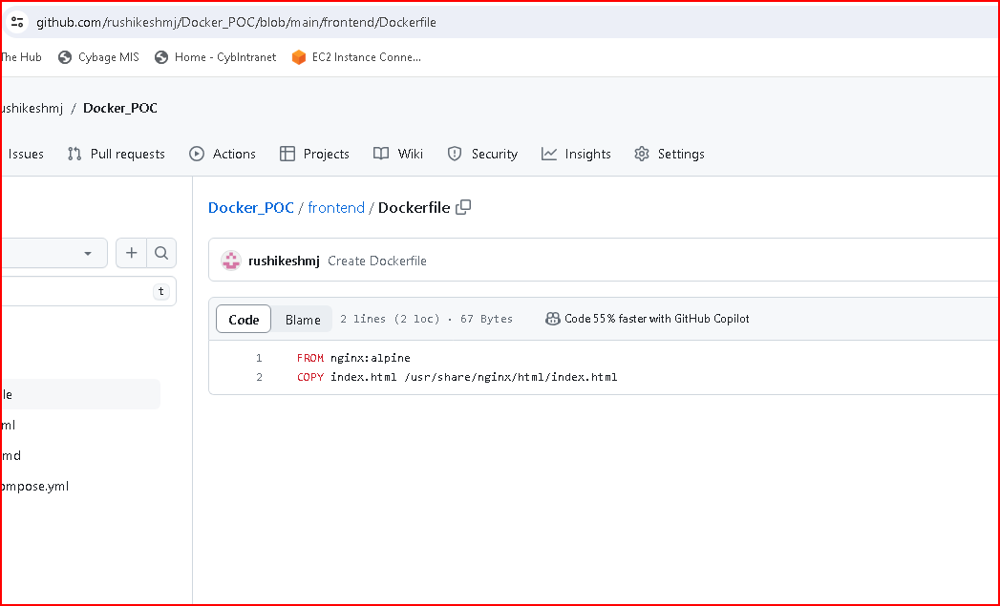 github.com/rushikeshmj/Docker_POC/blob/main/frontend/Dockerfile
The Hub Cybage MIS Home - CybIntranet EC2 Instance Conne...
ushikeshmj / Docker_POC
Issues Pull requests Actions Projects Wiki Security Insights Settings
Docker_POC / frontend / Dockerfile
rushikeshmj Create Dockerfile
t
Code Blame 2 lines (2 loc) · 67 Bytes Code 55% faster with GitHub Copilot
1 FROM nginx:alpine
2 COPY index.html /usr/share/nginx/html/index.html
le
ml
md
ompose.yml